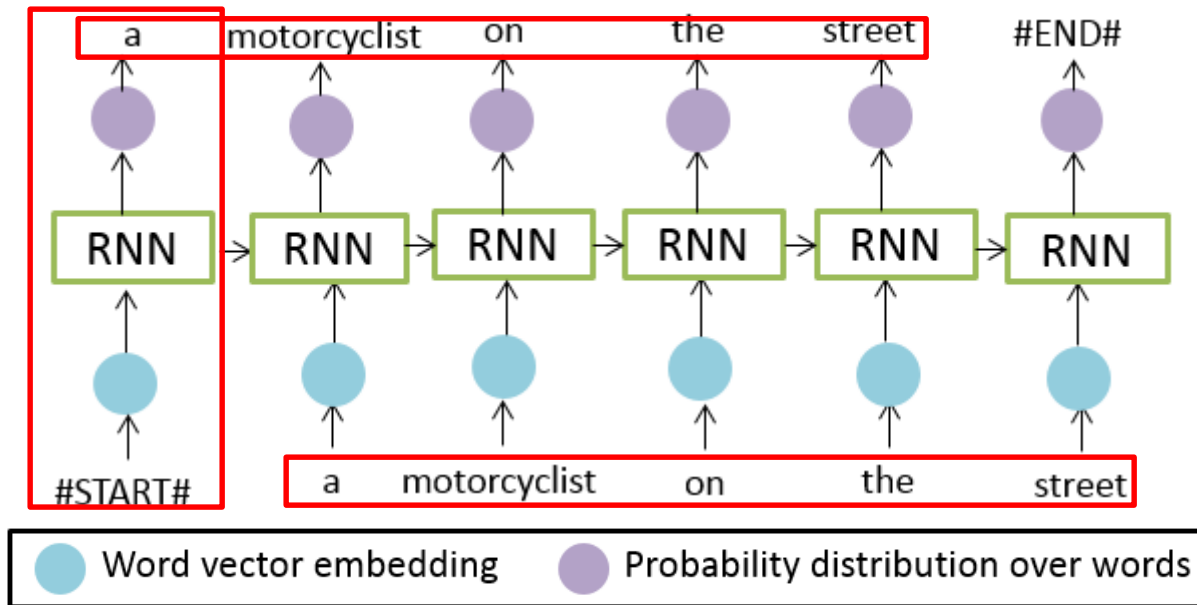 a motorcyclist on the street #END#
RNN RNN RNN RNN RNN RNN
#START# a motorcyclist on the street
Word vector embedding Probability distribution over words